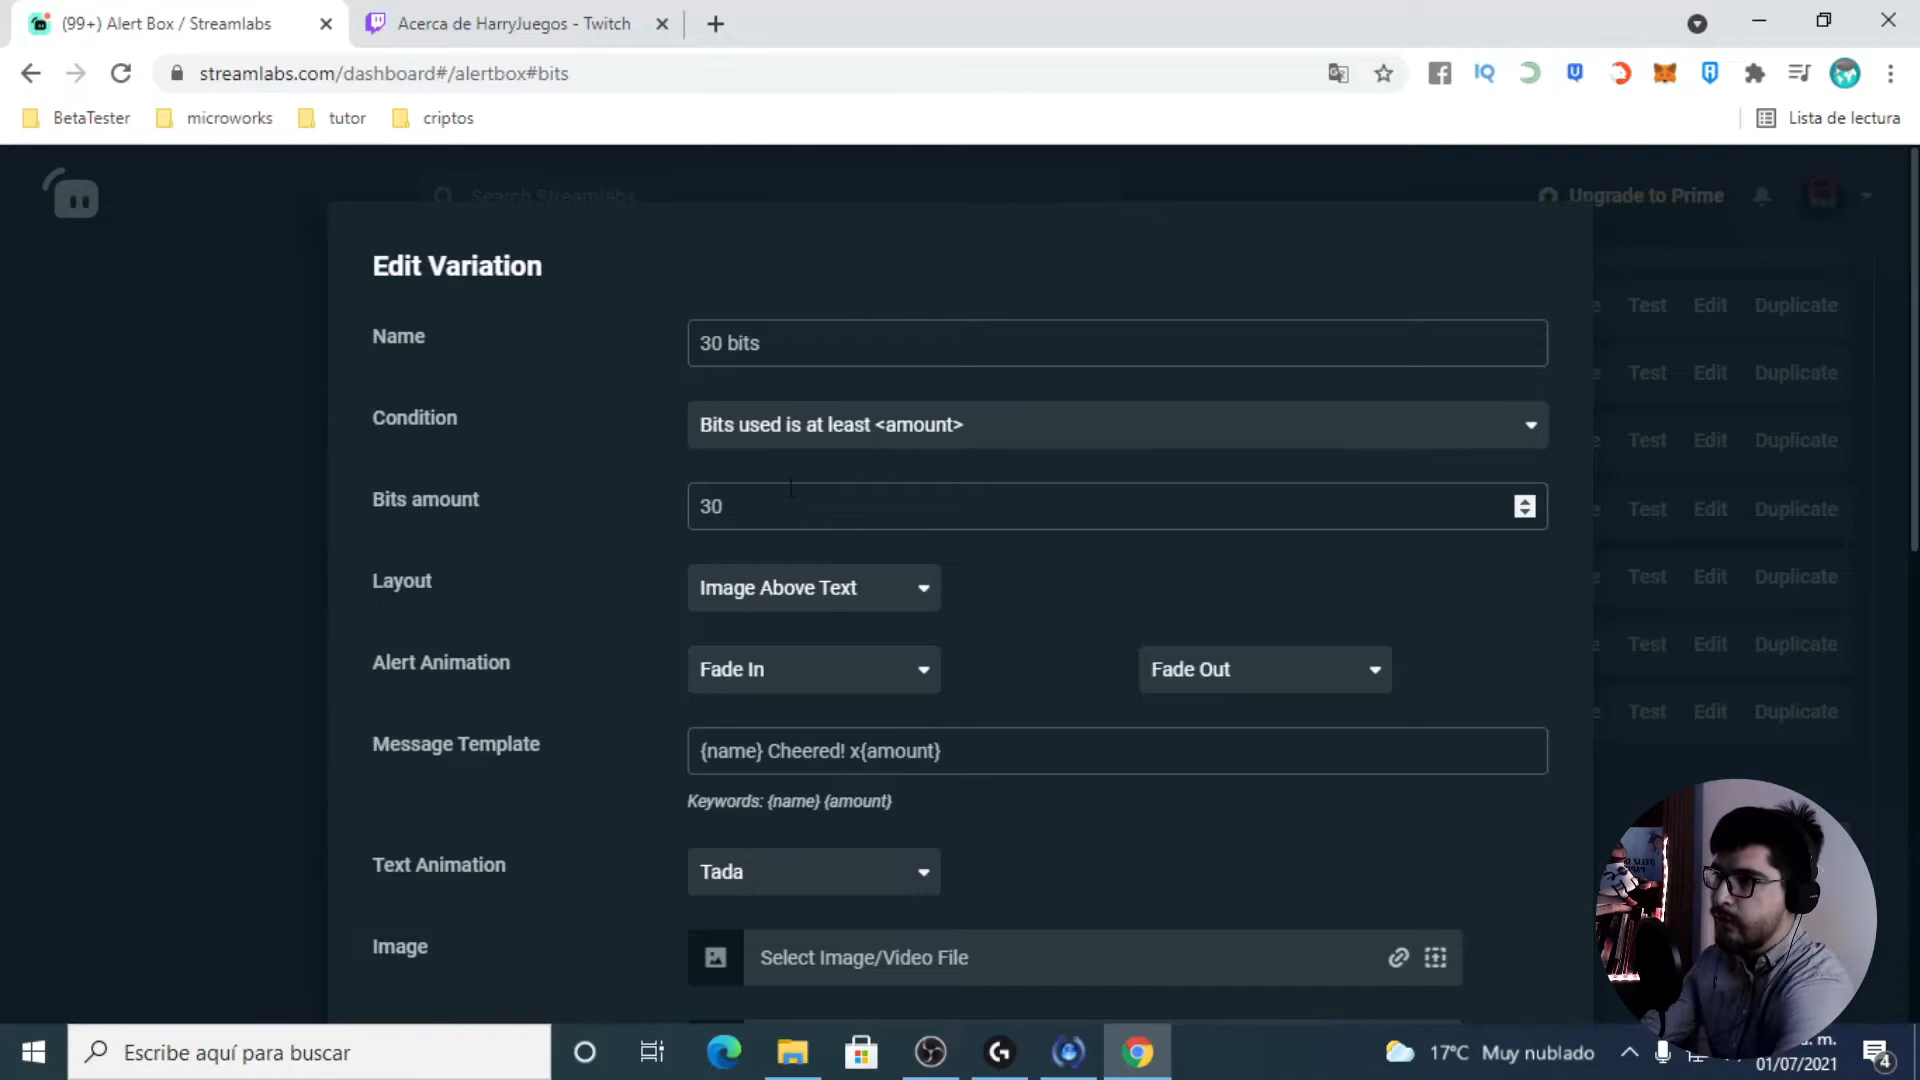 (99+) Alert Box / Streamlabs
Acerca de HarryJuegos - Twitch
streamlabs.com/dashboard#/alertbox#bits
BetaTester
microworks
tutor
criptos
Lista de lectura
Search Streamlabs
Upgrade to Prime
Edit Variation
Name
30 bits
Condition
Bits used is at least <amount>
Bits amount
30
Layout
Image Above Text
Alert Animation
Fade In
Fade Out
Message Template
{name} Cheered! x{amount}
Keywords: {name} {amount}
Text Animation
Tada
Image
Select Image/Video File
Test Edit Duplicate
Test Edit Duplicate
Test Edit Duplicate
Test Edit Duplicate
Test Edit Duplicate
Test Edit Duplicate
Test Edit Duplicate
Escribe aquí para buscar
17°C Muy nublado
01/07/2021
4